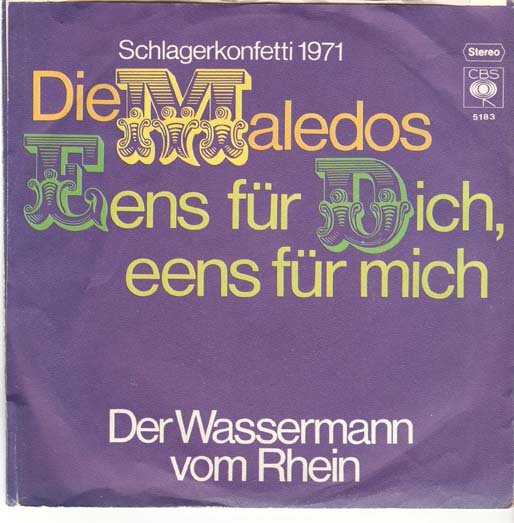 Schlagerkonfetti 1971
Stereo
CBS
5183
Die Maledos
Eens für Dich,
eens für mich
Der Wassermann
vom Rhein